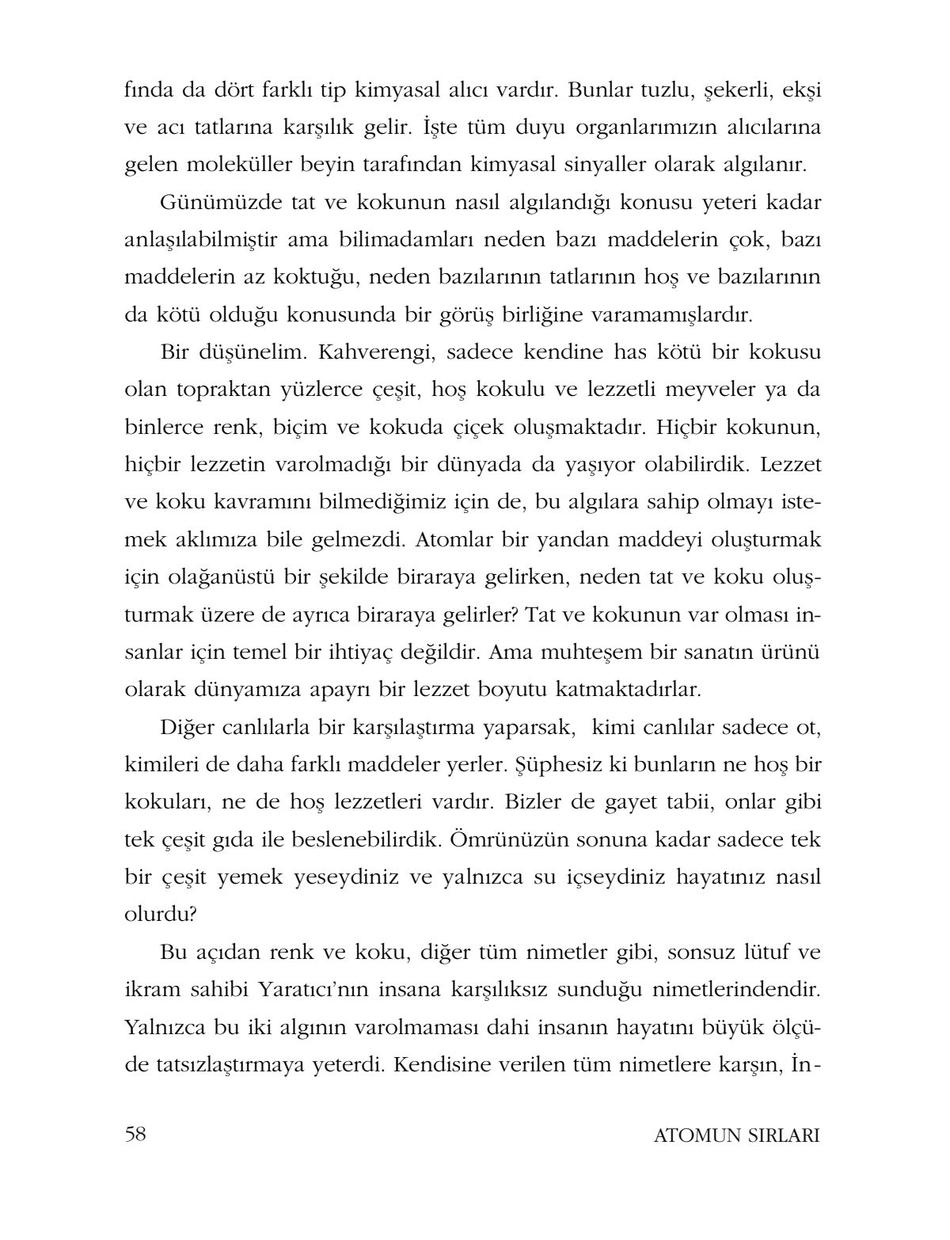 fında da dört farklı tip kimyasal alıcı vardır. Bunlar tuzlu, şekerli, ekşi
ve acı tatlarına karşılık gelir. İşte tüm duyu organlarımızın alıcılarına
gelen moleküller beyin tarafından kimyasal sinyaller olarak algılanır.
Günümüzde tat ve kokunun nasıl algılandığı konusu yeteri kadar
anlaşılabilmiştir ama bilimadamları neden bazı maddelerin çok, bazı
maddelerin az koktuğu, neden bazılarının tatlarının hoş ve bazılarının
da kötü olduğu konusunda bir görüş birliğine varamamışlardır.
Bir düşünelim. Kahverengi, sadece kendine has kötü bir kokusu
olan topraktan yüzlerce çeşit, hoş kokulu ve lezzetli meyveler ya da
binlerce renk, biçim ve kokuda çiçek oluşmaktadır. Hiçbir kokunun,
hiçbir lezzetin varolmadığı bir dünyada da yaşıyor olabilirdik. Lezzet
ve koku kavramını bilmediğimiz için de, bu algılara sahip olmayı iste-
mek aklımıza bile gelmezdi. Atomlar bir yandan maddeyi oluşturmak
için olağanüstü bir şekilde biraraya gelirken, neden tat ve koku oluş-
turmak üzere de ayrıca biraraya gelirler? Tat ve kokunun var olması in-
sanlar için temel bir ihtiyaç değildir. Ama muhteşem bir sanatın ürünü
olarak dünyamıza apayrı bir lezzet boyutu katmaktadırlar.
Diğer canlılarla bir karşılaştırma yaparsak, kimi canlılar sadece ot,
kimileri de daha farklı maddeler yerler. Şüphesiz ki bunların ne hoş bir
kokuları, ne de hoş lezzetleri vardır. Bizler de gayet tabii, onlar gibi
tek çeşit gıda ile beslenebilirdik. Ömrünüzün sonuna kadar sadece tek
bir çeşit yemek yeseydiniz ve yalnızca su içseydiniz hayatınız nasıl
olurdu?
Bu açıdan renk ve koku, diğer tüm nimetler gibi, sonsuz lütuf ve
ikram sahibi Yaratıcı’nın insana karşılıksız sunduğu nimetlerindendir.
Yalnızca bu iki algının varolmaması dahi insanın hayatını büyük ölçü-
de tatsızlaştırmaya yeterdi. Kendisine verilen tüm nimetlere karşın, İn-
58
ATOMUN SIRLARI